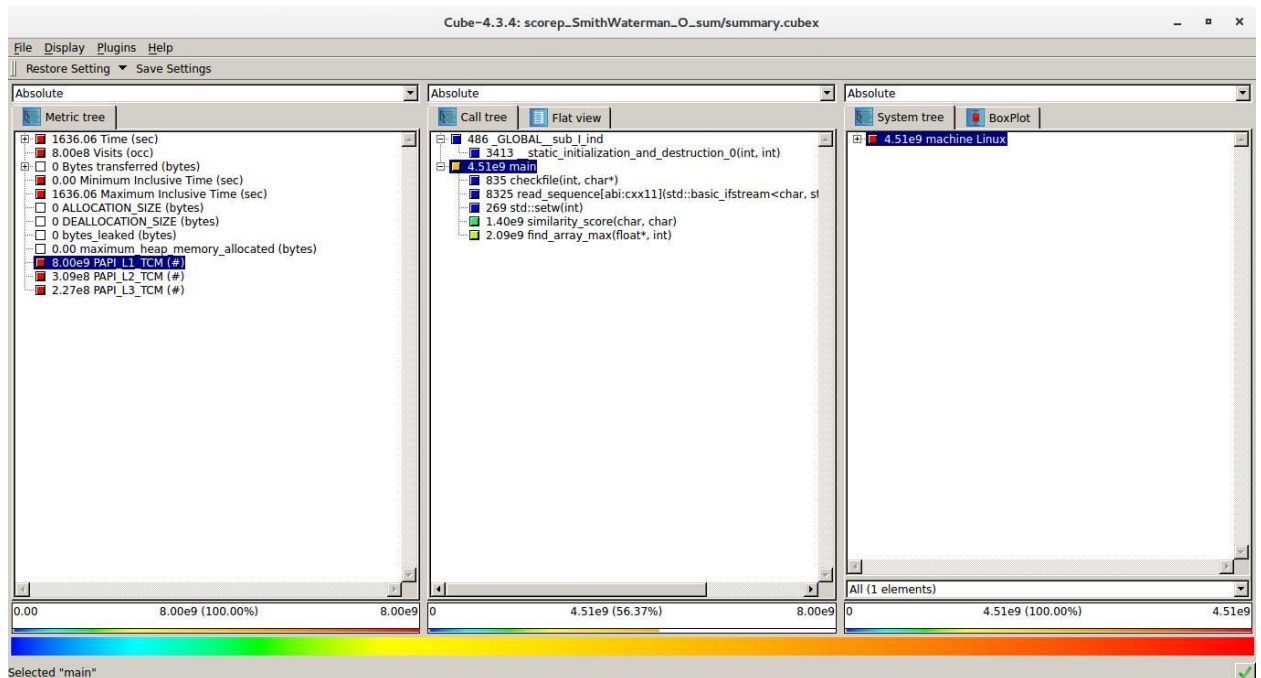 Cube-4.3.4: scorep_SmithWaterman_O_sum/summary.cubex
File Display Plugins Help
Restore Setting Save Settings
Absolute
Metric tree
1636.06 Time (sec)
8.00e8 Visits (occ)
0 Bytes transferred (bytes)
0.00 Minimum Inclusive Time (sec)
1636.06 Maximum Inclusive Time (sec)
0 ALLOCATION_SIZE (bytes)
0 DEALLOCATION_SIZE (bytes)
0 bytes_leaked (bytes)
0.00 maximum_heap_memory_allocated (bytes)
8.00e9 PAPI_L1_TCM (#)
3.09e8 PAPI_L2_TCM (#)
2.27e8 PAPI_L3_TCM (#)
0.00 8.00e9 (100.00%) 8.00e9
Absolute
Call tree Flat view
486 _GLOBAL__sub_I_ind
3413 __static_initialization_and_destruction_0(int, int)
4.51e9 main
835 checkfile(int, char*)
8325 read_sequence[abi:cxx11](std::basic_ifstream<char, st
269 std::setw(int)
1.40e9 similarity_score(char, char)
2.09e9 find_array_max(float*, int)
0 4.51e9 (56.37%) 8.00e9
Absolute
System tree BoxPlot
4.51e9 machine Linux
All (1 elements)
0 4.51e9 (100.00%) 4.51e9
Selected "main"